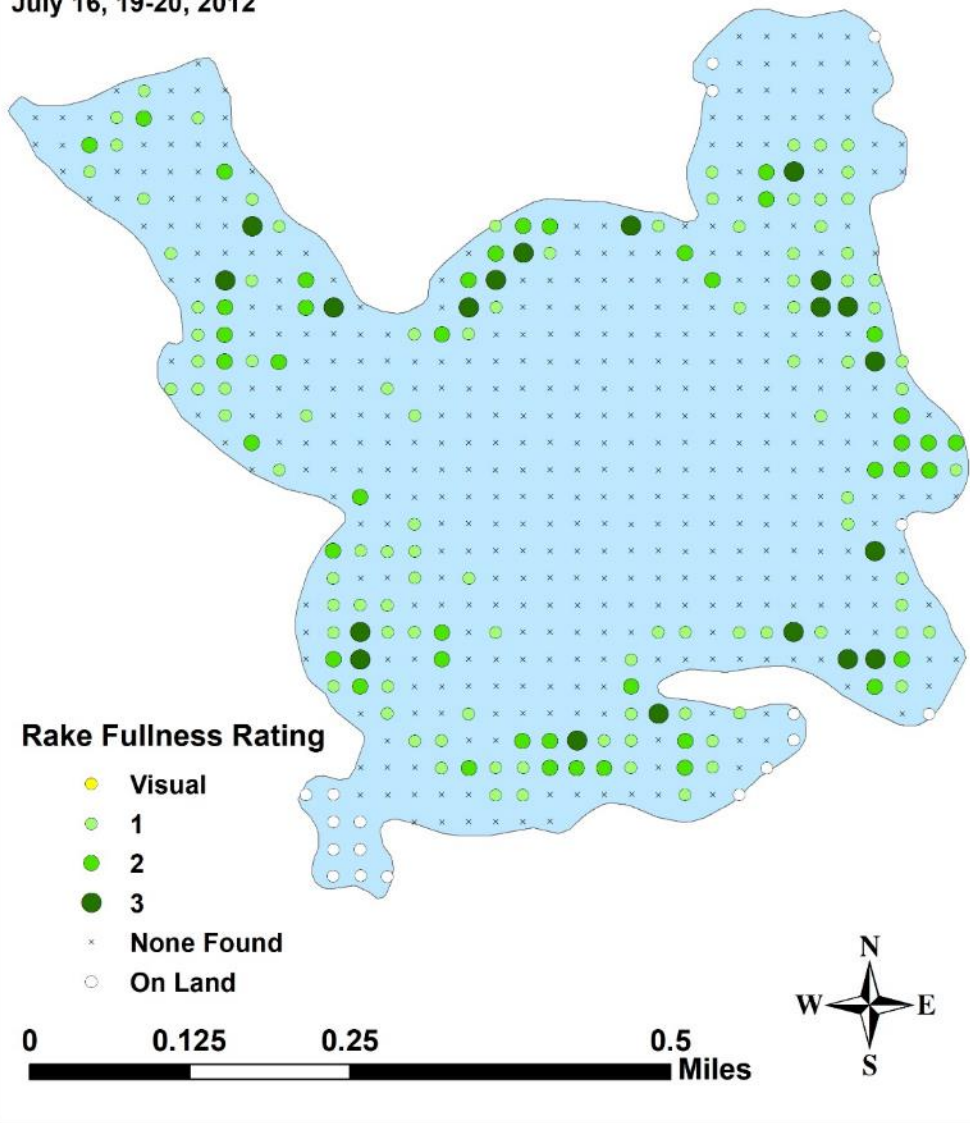 July 16, 19-20, 2012
Rake Fullness Rating
Visual
1
2
3
None Found
On Land
N
W E
S
0 0.125 0.25 0.5
Miles